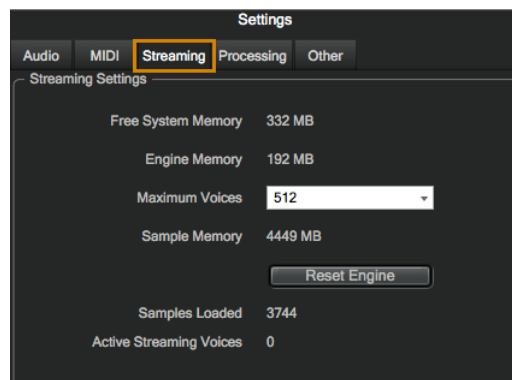 Settings
Audio MIDI Streaming Processing Other
Streaming Settings
Free System Memory 332 MB
Engine Memory 192 MB
Maximum Voices 512
Sample Memory 4449 MB
Reset Engine
Samples Loaded 3744
Active Streaming Voices 0